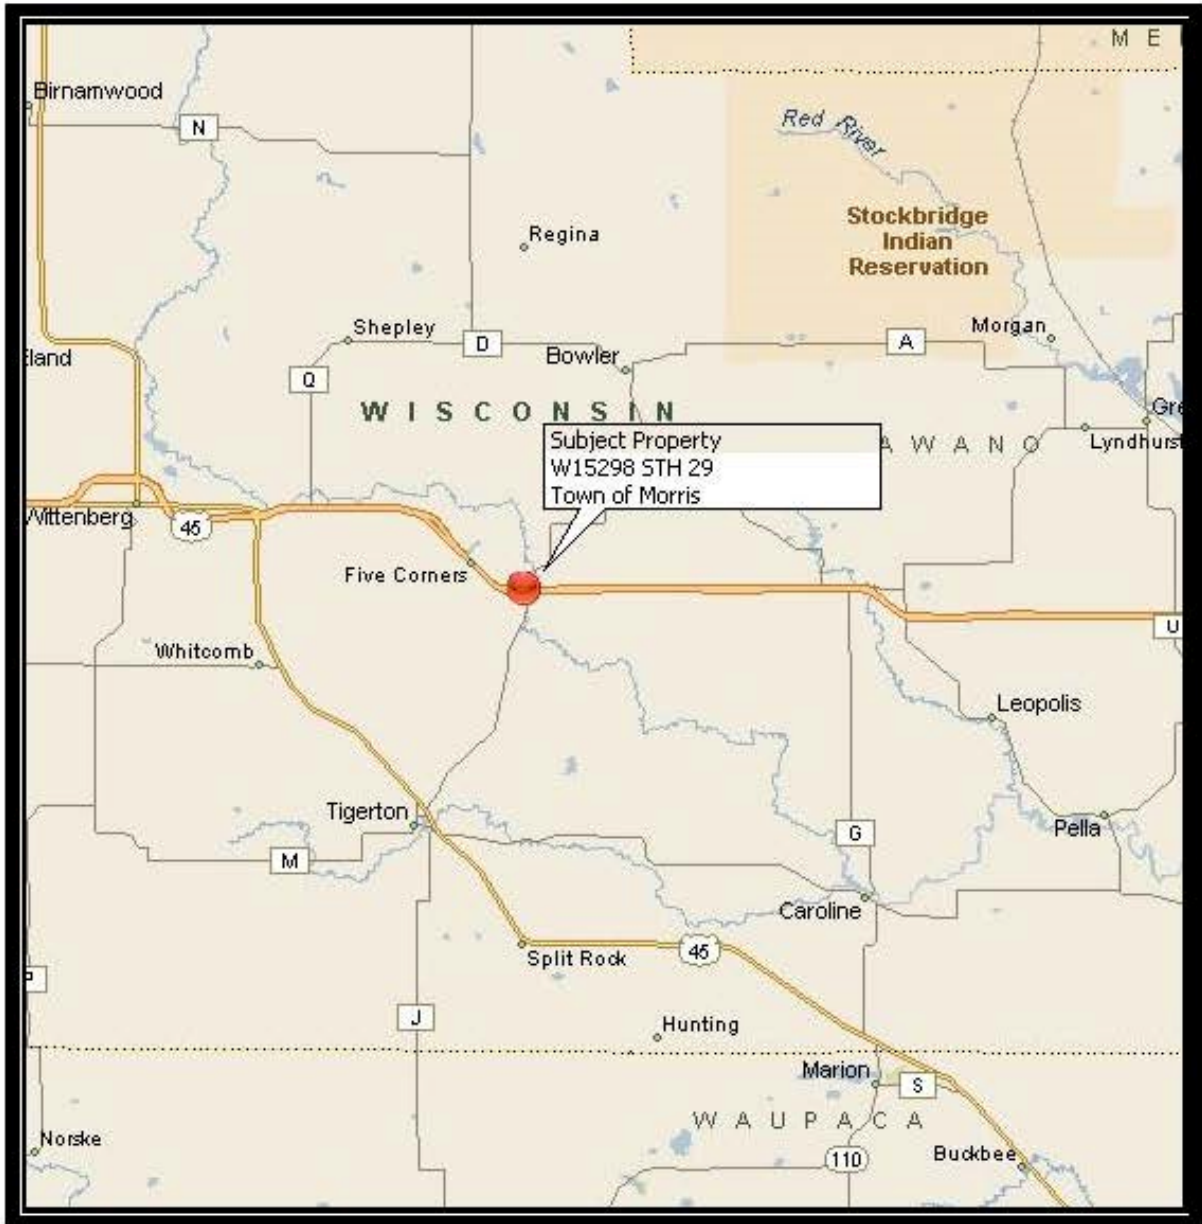 M E
Birnamwood
N
Red River
Stockbridge
Indian
Reservation
Regina
Shepley
D
Bowler
A
Morgan
Eland
Q
W I S C O N S I N
Gre
Subject Property
W15298 STH 29
Town of Morris
A W A N O
Lyndhurst
Wittenberg
45
Five Corners
U
Whitcomb
Leopolis
Tigerton
G
Pella
M
Caroline
Split Rock
45
P
J
Hunting
Marion
S
W A U P A C A
Norske
110
Buckbee